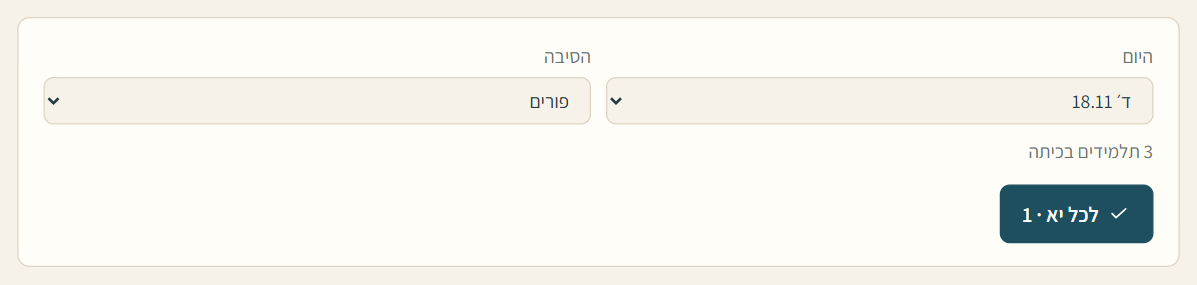 היום
ד׳ 18.11
הסיבה
פורים
3 תלמידים בכיתה
לכל יא · 1